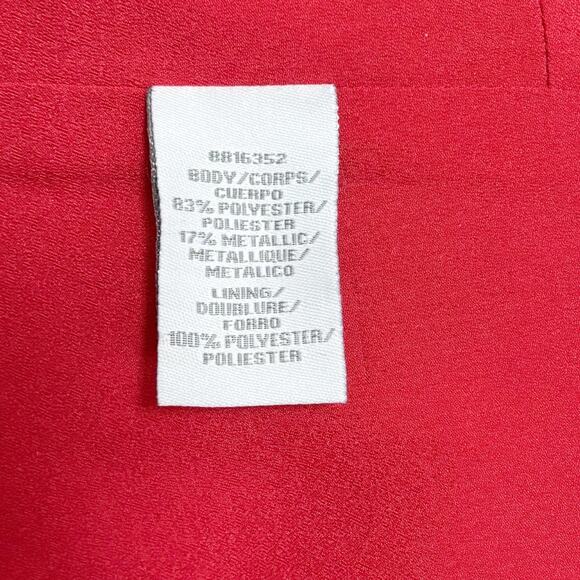 8816352
BODY/CORPS/
CUERPO
83% POLYESTER/
POLIESTER
17% METALLIC/
METALLIQUE/
METALICO
LINING/
DOUBLURE/
FORRO
100% POLYESTER/
POLIESTER